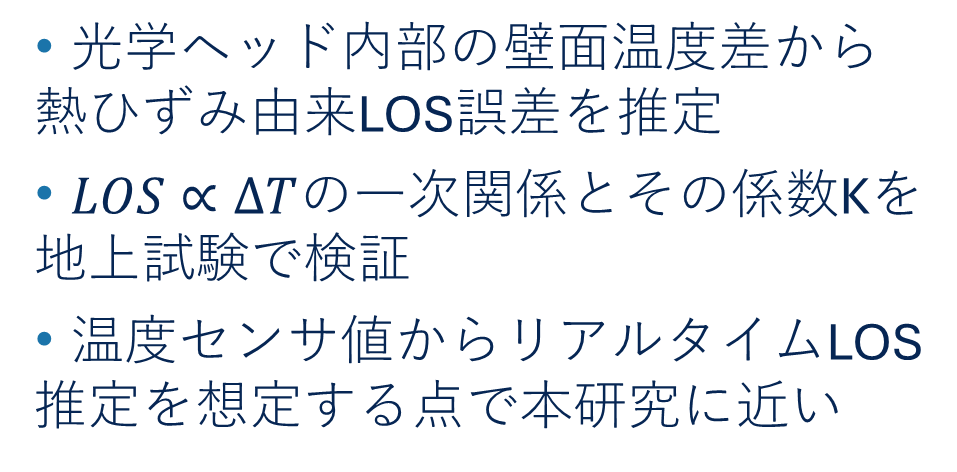 • 光学ヘッド内部の壁面温度差から
熱ひずみ由来LOS誤差を推定
• LOS ∝ ΔTの一次関係とその係数Kを
地上試験で検証
• 温度センサ値からリアルタイムLOS
推定を想定する点で本研究に近い